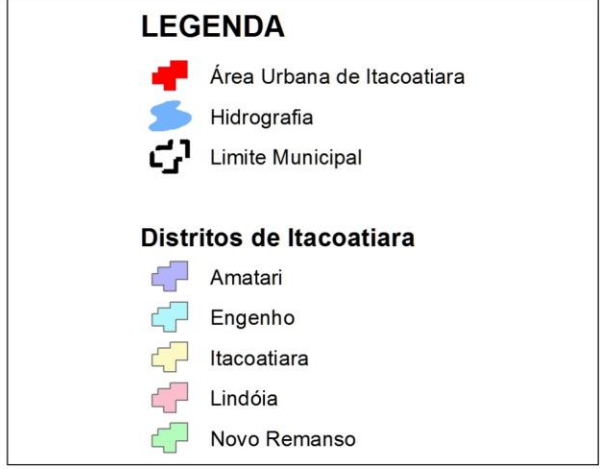 LEGENDA
Área Urbana de Itacoatiara
Hidrografia
Limite Municipal
Distritos de Itacoatiara
Amatari
Engenho
Itacoatiara
Lindóia
Novo Remanso